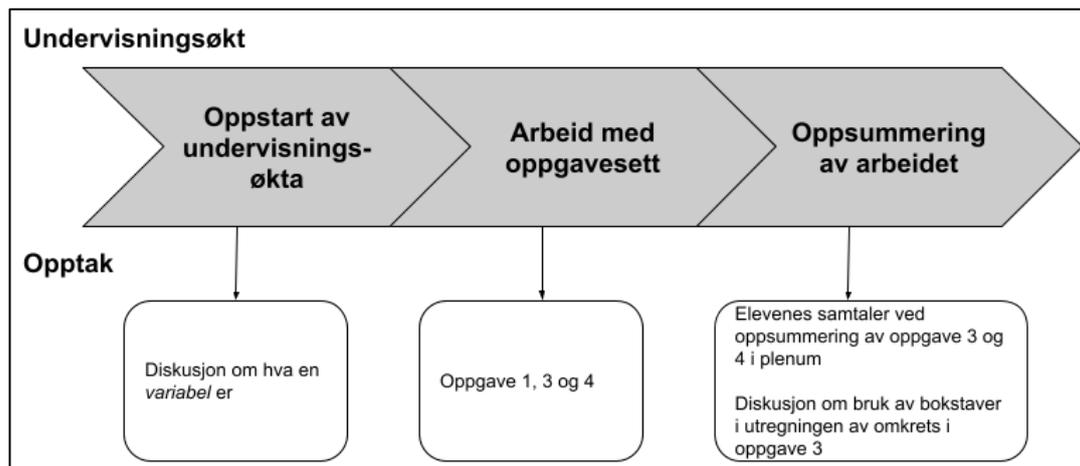 Undervisningsøkt
Oppstart av
undervisnings-
økta
Arbeid med
oppgavesett
Oppsummering
av arbeidet
Opptak
Diskusjon om hva en
variabel er
Oppgave 1, 3 og 4
Elevenes samtaler ved
oppsummering av oppgave 3 og
4 i plenum
Diskusjon om bruk av bokstaver
i utregningen av omkrets i
oppgave 3